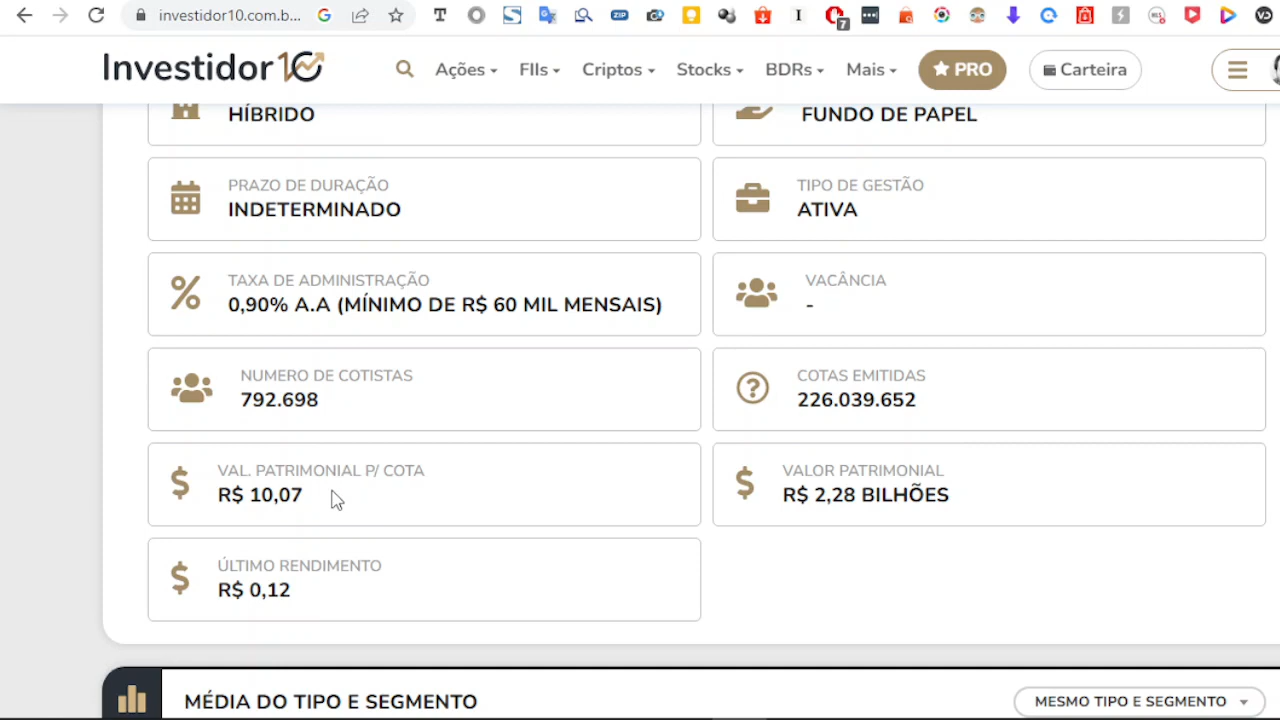 investidor10.com.b...
7
Investidor10
Ações
FIIs
Criptos
Stocks
BDRs
Mais
PRO
Carteira
HÍBRIDO
FUNDO DE PAPEL
PRAZO DE DURAÇÃO
INDETERMINADO
TIPO DE GESTÃO
ATIVA
TAXA DE ADMINISTRAÇÃO
0,90% A.A (MÍNIMO DE R$ 60 MIL MENSAIS)
VACÂNCIA
-
NUMERO DE COTISTAS
792.698
COTAS EMITIDAS
226.039.652
VAL. PATRIMONIAL P/ COTA
R$ 10,07
VALOR PATRIMONIAL
R$ 2,28 BILHÕES
ÚLTIMO RENDIMENTO
R$ 0,12
MÉDIA DO TIPO E SEGMENTO
MESMO TIPO E SEGMENTO